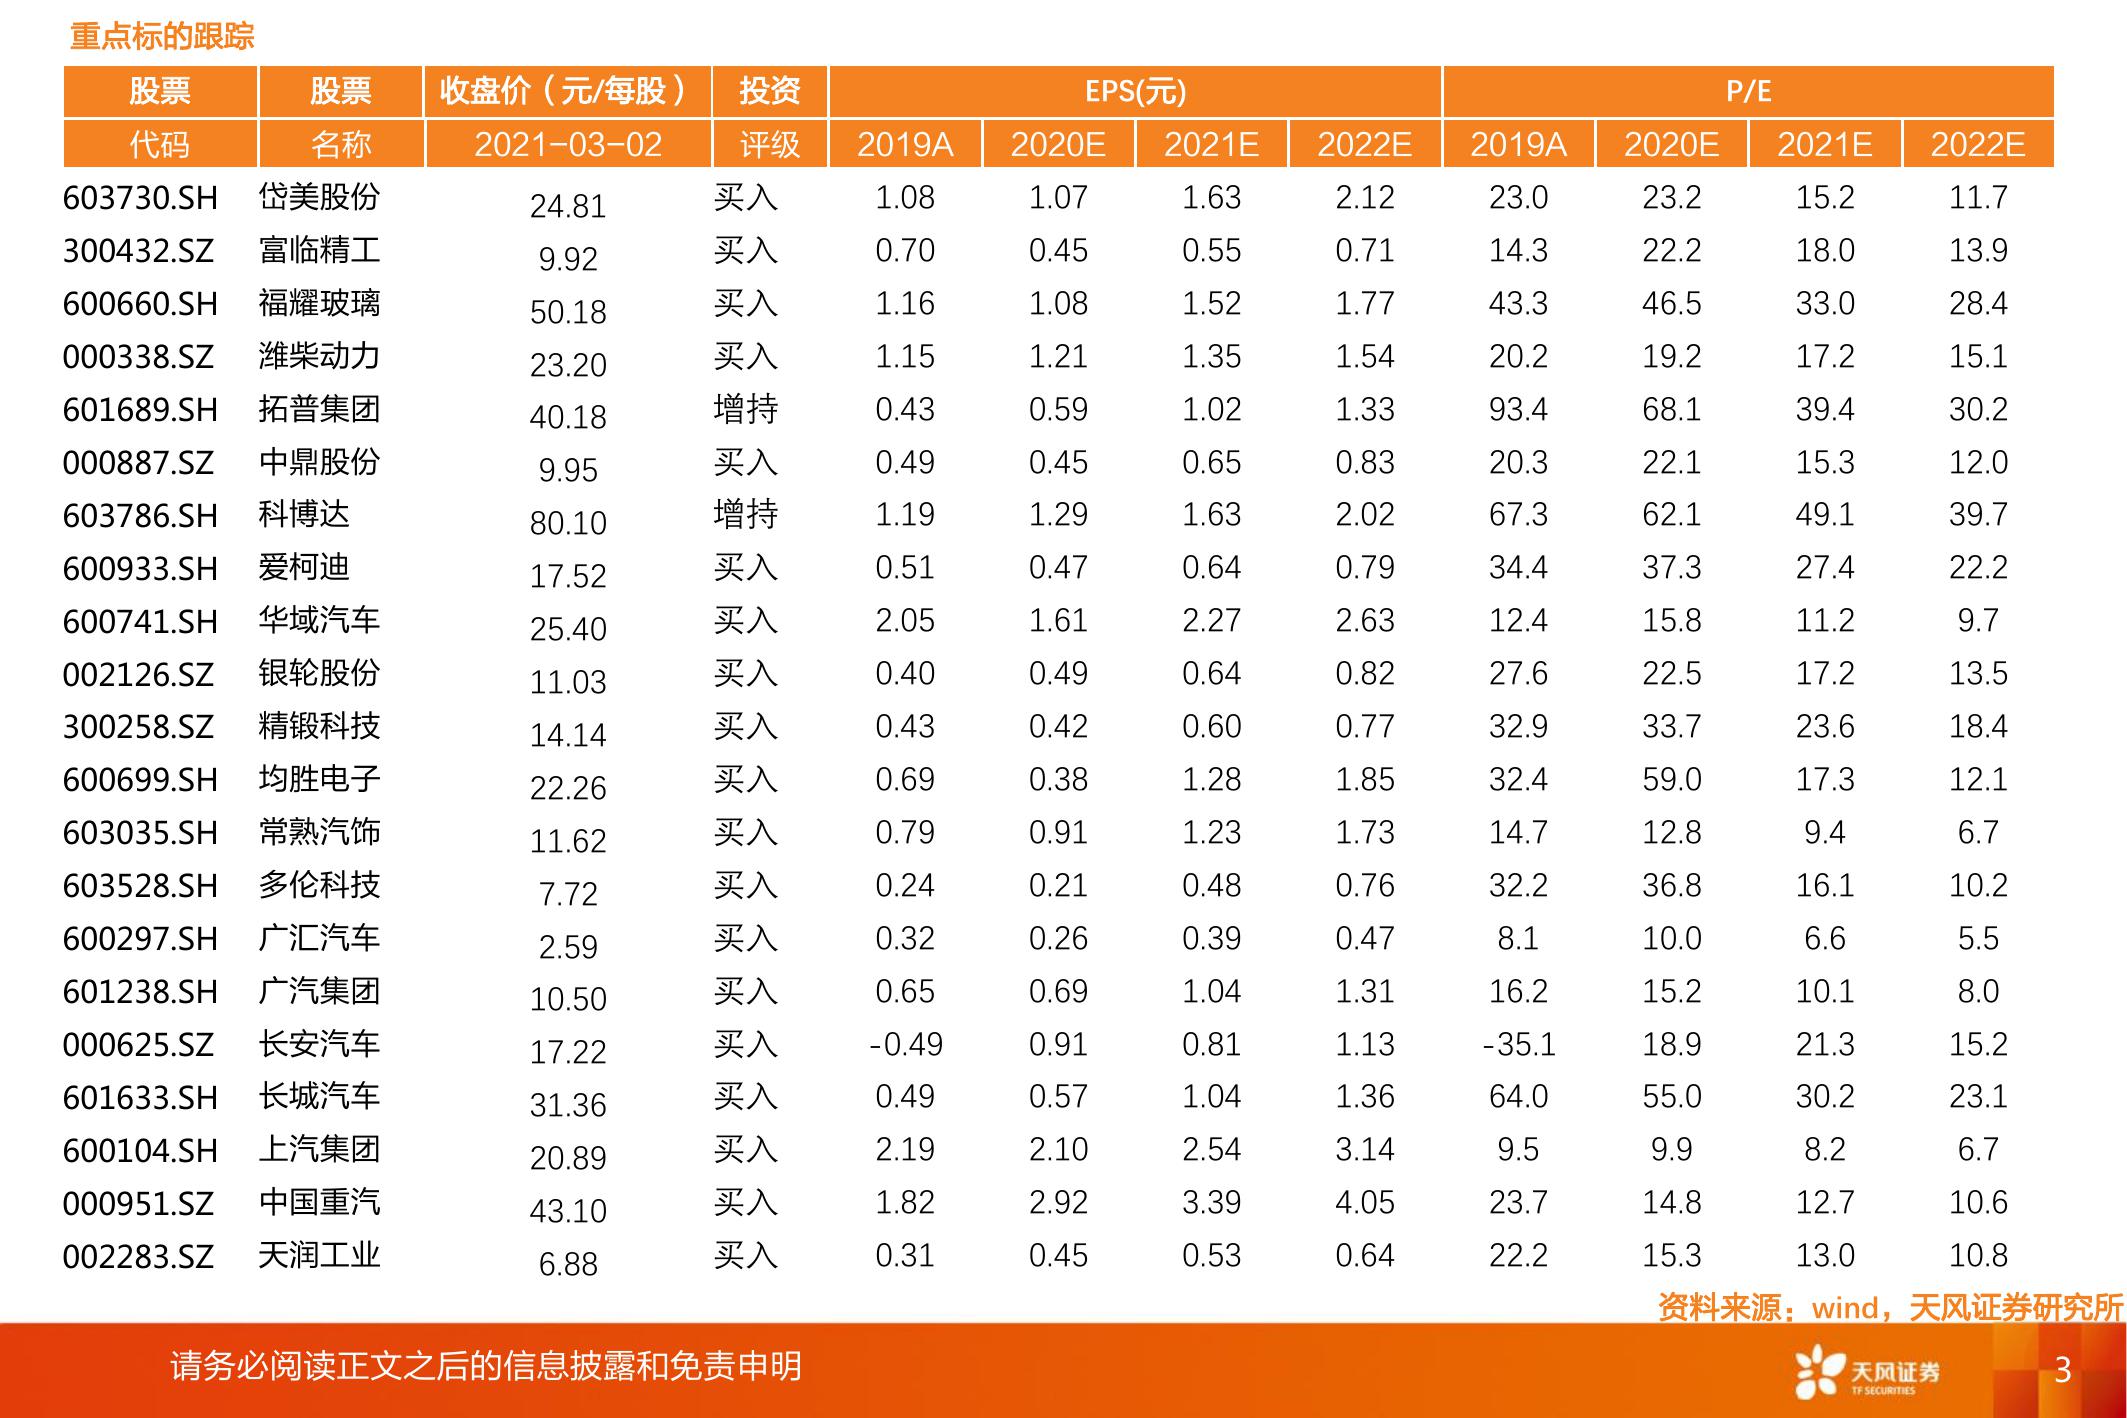 重点标的跟踪
股票 股票 收盘价（元/每股） 投资 EPS(元) P/E
代码 名称 2021-03-02 评级 2019A 2020E 2021E 2022E 2019A 2020E 2021E 2022E
603730.SH 岱美股份 24.81 买入 1.08 1.07 1.63 2.12 23.0 23.2 15.2 11.7
300432.SZ 富临精工 9.92 买入 0.70 0.45 0.55 0.71 14.3 22.2 18.0 13.9
600660.SH 福耀玻璃 50.18 买入 1.16 1.08 1.52 1.77 43.3 46.5 33.0 28.4
000338.SZ 潍柴动力 23.20 买入 1.15 1.21 1.35 1.54 20.2 19.2 17.2 15.1
601689.SH 拓普集团 40.18 增持 0.43 0.59 1.02 1.33 93.4 68.1 39.4 30.2
000887.SZ 中鼎股份 9.95 买入 0.49 0.45 0.65 0.83 20.3 22.1 15.3 12.0
603786.SH 科博达 80.10 增持 1.19 1.29 1.63 2.02 67.3 62.1 49.1 39.7
600933.SH 爱柯迪 17.52 买入 0.51 0.47 0.64 0.79 34.4 37.3 27.4 22.2
600741.SH 华域汽车 25.40 买入 2.05 1.61 2.27 2.63 12.4 15.8 11.2 9.7
002126.SZ 银轮股份 11.03 买入 0.40 0.49 0.64 0.82 27.6 22.5 17.2 13.5
300258.SZ 精锻科技 14.14 买入 0.43 0.42 0.60 0.77 32.9 33.7 23.6 18.4
600699.SH 均胜电子 22.26 买入 0.69 0.38 1.28 1.85 32.4 59.0 17.3 12.1
603035.SH 常熟汽饰 11.62 买入 0.79 0.91 1.23 1.73 14.7 12.8 9.4 6.7
603528.SH 多伦科技 7.72 买入 0.24 0.21 0.48 0.76 32.2 36.8 16.1 10.2
600297.SH 广汇汽车 2.59 买入 0.32 0.26 0.39 0.47 8.1 10.0 6.6 5.5
601238.SH 广汽集团 10.50 买入 0.65 0.69 1.04 1.31 16.2 15.2 10.1 8.0
000625.SZ 长安汽车 17.22 买入 -0.49 0.91 0.81 1.13 -35.1 18.9 21.3 15.2
601633.SH 长城汽车 31.36 买入 0.49 0.57 1.04 1.36 64.0 55.0 30.2 23.1
600104.SH 上汽集团 20.89 买入 2.19 2.10 2.54 3.14 9.5 9.9 8.2 6.7
000951.SZ 中国重汽 43.10 买入 1.82 2.92 3.39 4.05 23.7 14.8 12.7 10.6
002283.SZ 天润工业 6.88 买入 0.31 0.45 0.53 0.64 22.2 15.3 13.0 10.8
资料来源：wind，天风证券研究所
请务必阅读正文之后的信息披露和免责申明
天风证券
TF SECURITIES
3